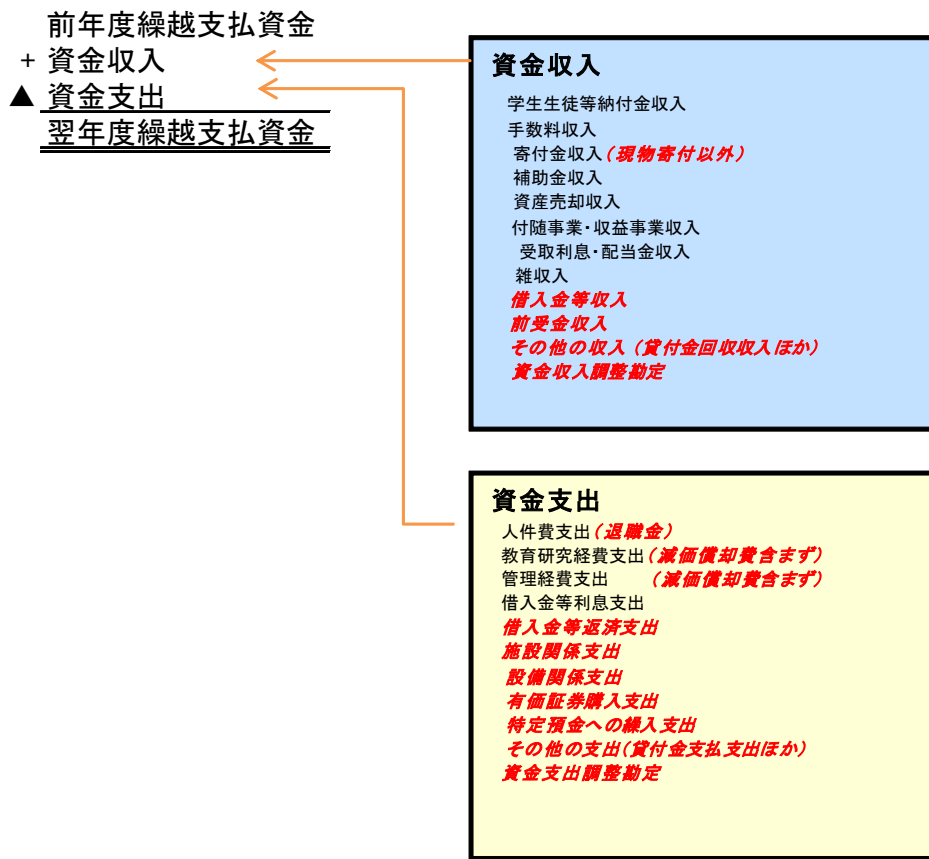 前年度繰越支払資金
+ 資金収入
▲ 資金支出
翌年度繰越支払資金
資金収入
学生生徒等納付金収入
手数料収入
寄付金収入(現物寄付以外)
補助金収入
資産売却収入
付随事業・収益事業収入
受取利息・配当金収入
雑収入
借入金等収入
前受金収入
その他の収入(貸付金回収収入ほか)
資金収入調整勘定
資金支出
人件費支出(退職金)
教育研究経費支出(減価償却費含まず)
管理経費支出 (減価償却費含まず)
借入金等利息支出
借入金等返済支出
施設関係支出
設備関係支出
有価証券購入支出
特定預金への繰入支出
その他の支出(貸付金支払支出ほか)
資金支出調整勘定